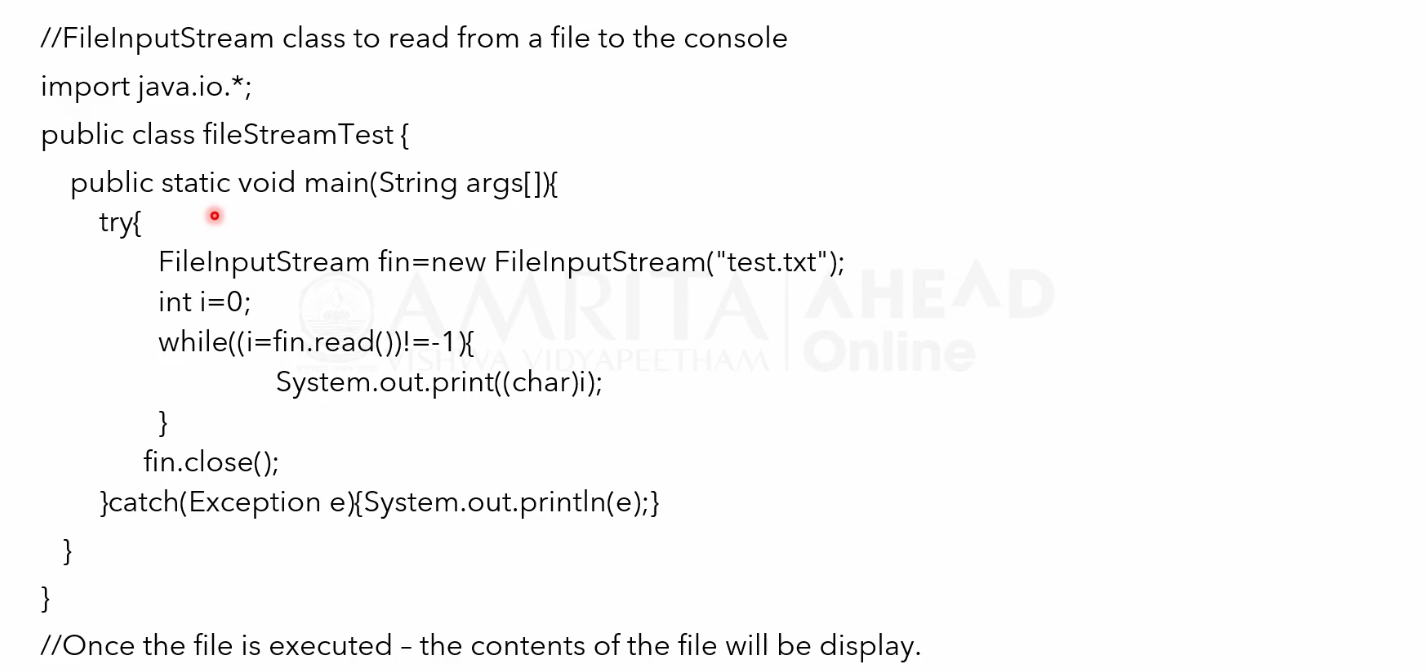 //FileInputStream class to read from a file to the console
import java.io.*;
public class fileStreamTest {
public static void main(String args[]){
try{
FileInputStream fin=new FileInputStream("test.txt");
int i=0;
while((i=fin.read())!=-1){
System.out.print((char)i);
}
fin.close();
}catch(Exception e){System.out.println(e);}
}
}
//Once the file is executed – the contents of the file will be display.
AMRITA
VISHWA VIDYAPEETHAM
AHEAD
Online